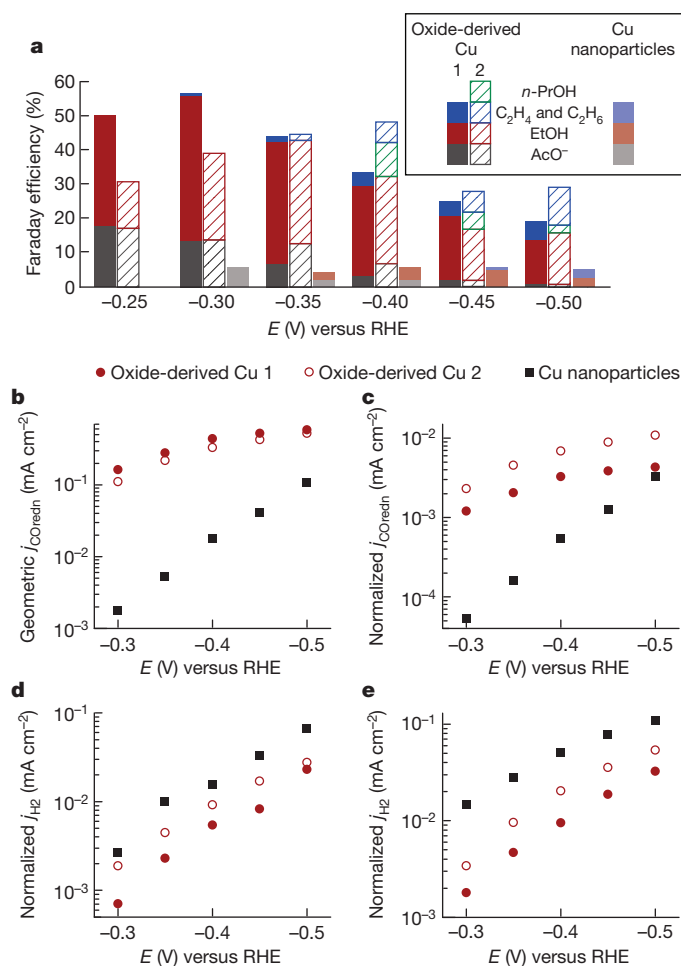 a
Oxide-derived Cu
Cu nanoparticles
1 2
n-PrOH
C2H4 and C2H6
EtOH
AcO−
Faraday efficiency (%)
60
50
40
30
20
10
0
−0.25 −0.30 −0.35 −0.40 −0.45 −0.50
E (V) versus RHE
Oxide-derived Cu 1 Oxide-derived Cu 2 Cu nanoparticles
b
Geometric jCOredn (mA cm−2)
10−1
10−2
10−3
−0.3 −0.4 −0.5
E (V) versus RHE
c
Normalized jCOredn (mA cm−2)
10−2
10−3
10−4
−0.3 −0.4 −0.5
E (V) versus RHE
d
Normalized jH2 (mA cm−2)
10−1
10−2
10−3
−0.3 −0.4 −0.5
E (V) versus RHE
e
Normalized jH2 (mA cm−2)
10−1
10−2
10−3
−0.3 −0.4 −0.5
E (V) versus RHE